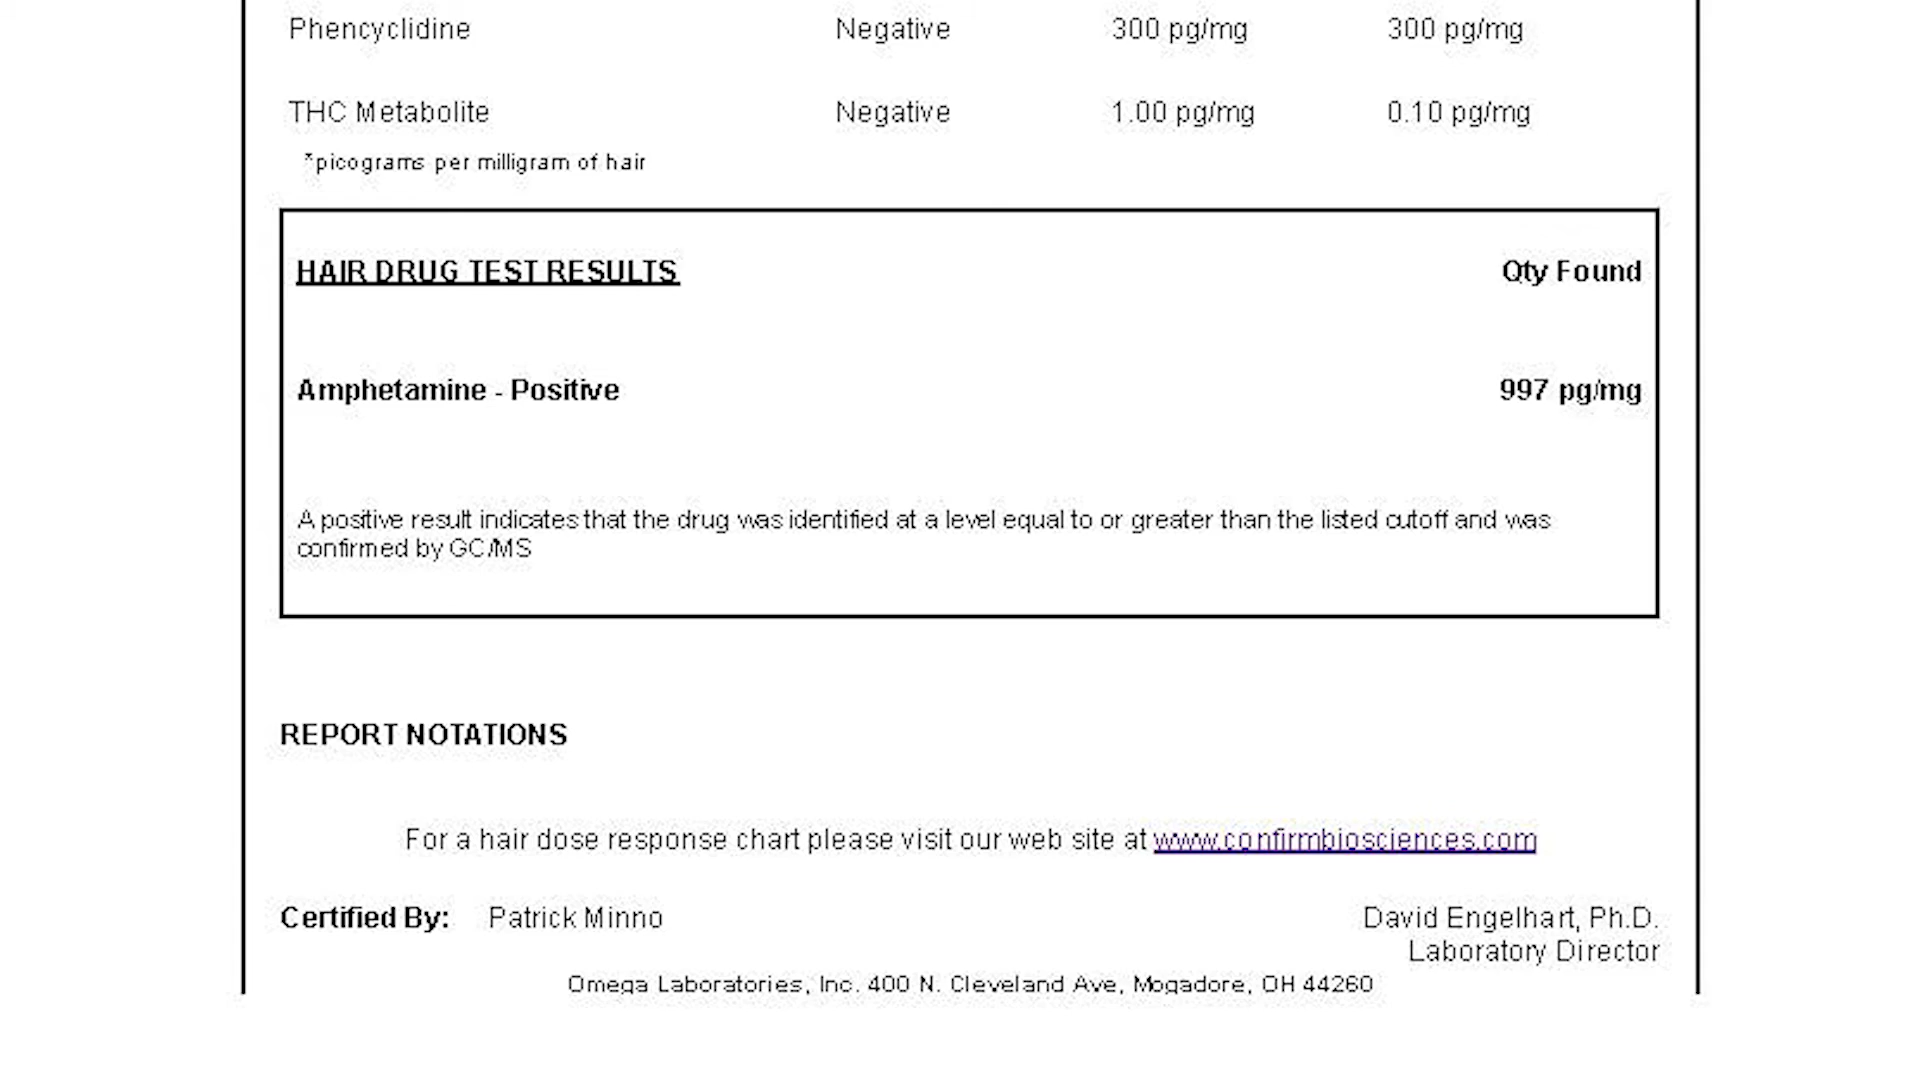 Phencyclidine Negative 300 pg/mg 300 pg/mg
THC Metabolite Negative 1.00 pg/mg 0.10 pg/mg
*picograms per milligram of hair
HAIR DRUG TEST RESULTS Qty Found
Amphetamine - Positive 997 pg/mg
A positive result indicates that the drug was identified at a level equal to or greater than the listed cutoff and was
confirmed by GC/MS
REPORT NOTATIONS
For a hair dose response chart please visit our web site at www.confirmbiosciences.com
Certified By: Patrick Minno David Engelhart, Ph.D.
Laboratory Director
Omega Laboratories, Inc. 400 N. Cleveland Ave, Mogadore, OH 44260